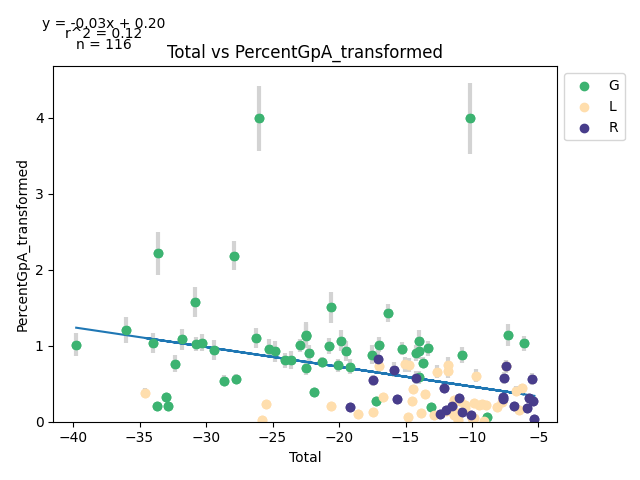 y = -0.03x + 0.20
r^2 = 0.12
n = 116
Total vs PercentGpA_transformed
PercentGpA_transformed
4
3
2
1
0
−40
−35
−30
−25
−20
−15
−10
−5
Total
G
L
R